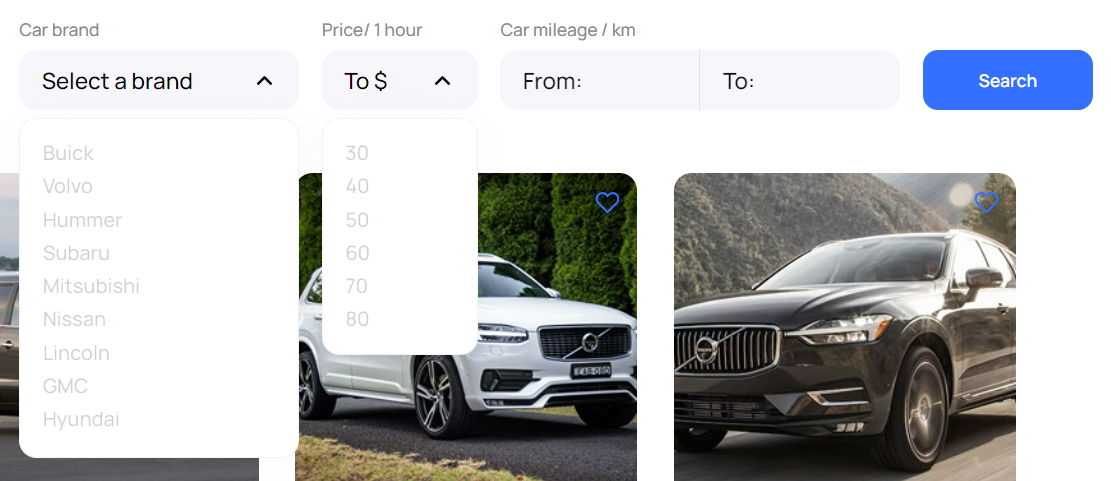 Car brand
Price/ 1 hour
Car mileage / km
Select a brand
To $
From:
To:
Search
Buick
Volvo
Hummer
Subaru
Mitsubishi
Nissan
Lincoln
GMC
Hyundai
30
40
50
60
70
80